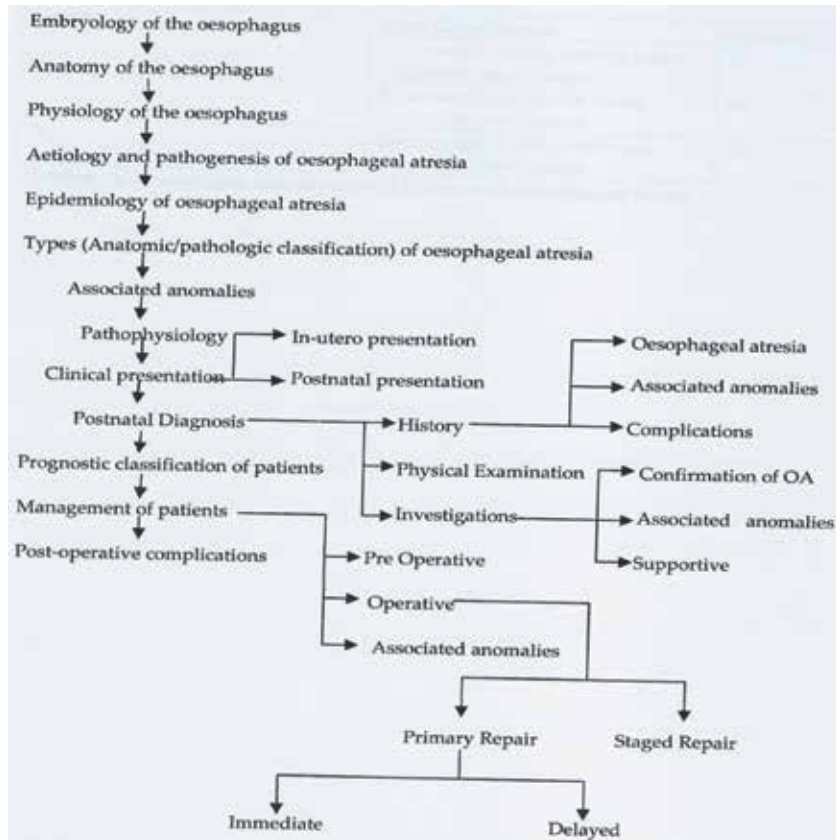 Embryology of the oesophagus
Anatomy of the oesophagus
Physiology of the oesophagus
Aetiology and pathogenesis of oesophageal atresia
Epidemiology of oesophageal atresia
Types (Anatomic/pathologic classification) of oesophageal atresia
Associated anomalies
Pathophysiology
In-utero presentation
Oesophageal atresia
Clinical presentation
Postnatal presentation
Associated anomalies
Postnatal Diagnosis
History
Complications
Prognostic classification of patients
Physical Examination
Confirmation of OA
Management of patients
Investigations
Associated anomalies
Post-operative complications
Pre Operative
Supportive
Operative
Associated anomalies
Primary Repair
Staged Repair
Immediate
Delayed